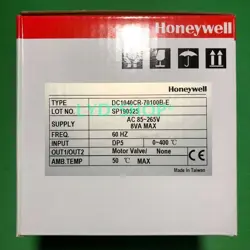 Honeywell
Honeywell
TYPE DC1040CR-70100B-E
LOT NO. SP190525
SUPPLY AC 85~265V
8VA MAX
FREQ. 60 HZ
INPUT DP5 0~400 ℃
OUT1/OUT2 Motor Valve/ None
AMB.TEMP 50 ℃ MAX.
Made in Taiwan